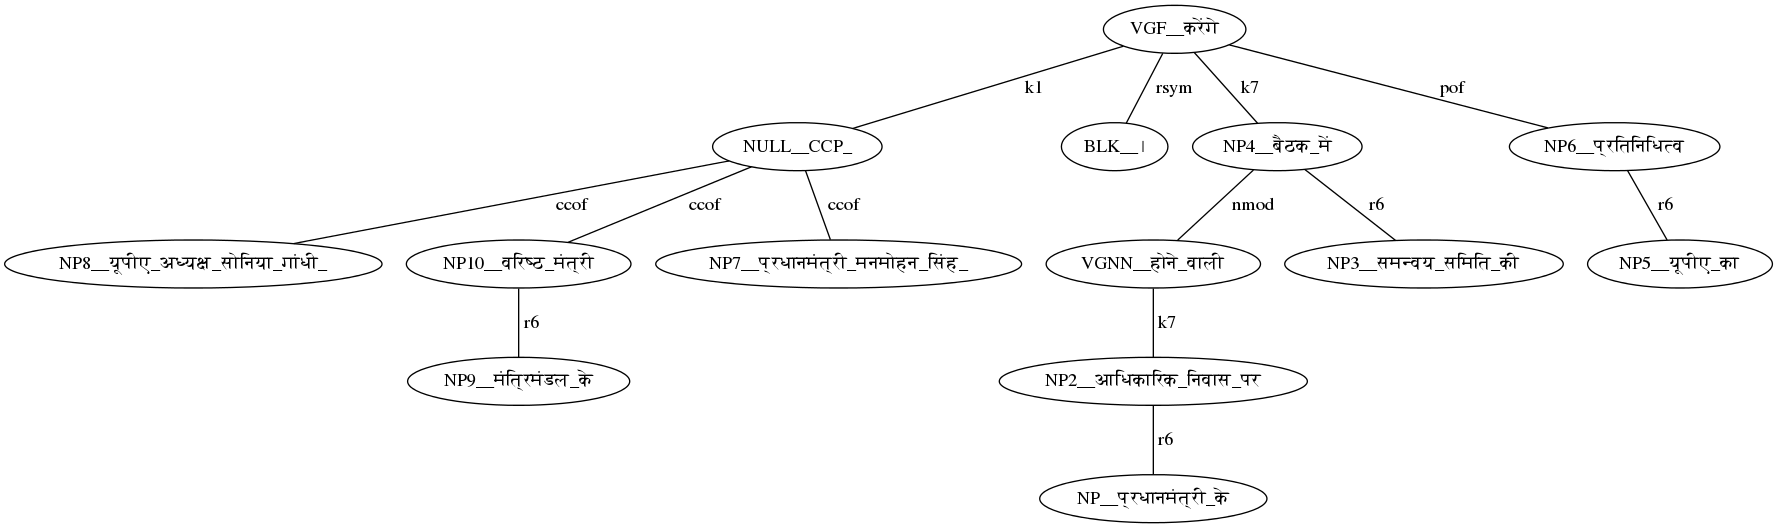 VGF__करेंगे
k1 rsym k7 pof
NULL__CCP_ BLK__। NP4__बैठक_में NP6__प्रतिनिधित्व
ccof ccof ccof nmod r6 r6
NP8__यूपीए_अध्यक्ष_सोनिया_गांधी_ NP10__वरिष्ठ_मंत्री NP7__प्रधानमंत्री_मनमोहन_सिंह_ VGNN__होने_वाली NP3__समन्वय_समिति_की NP5__यूपीए_का
r6 k7
NP9__मंत्रिमंडल_के NP2__आधिकारिक_निवास_पर
r6
NP__प्रधानमंत्री_के